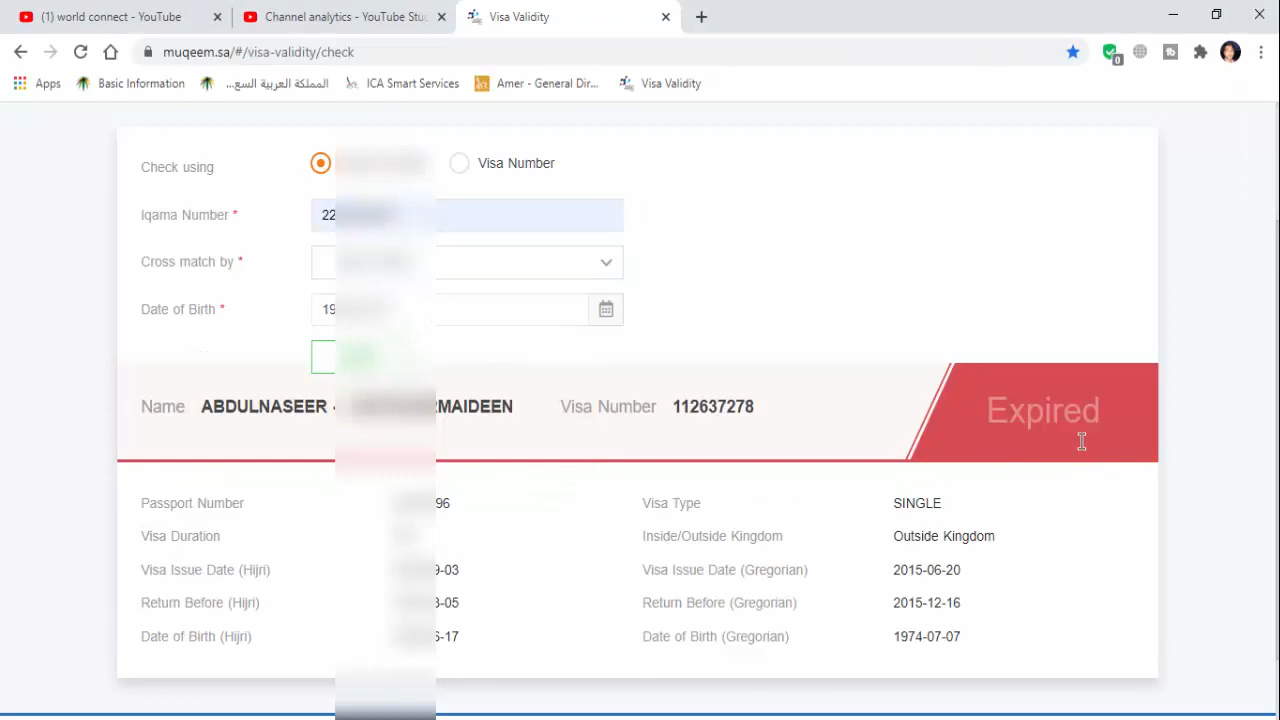 (1) world connect - YouTube
Channel analytics - YouTube Stu
Visa Validity
muqeem.sa/#/visa-validity/check
0
Apps
Basic Information
المملكة العربية السع...
ICA Smart Services
Amer - General Dir...
Visa Validity
Check using
Visa Number
Iqama Number *
22
Cross match by *
Date of Birth *
19
Name ABDULNASEER - MAIDEEN Visa Number 112637278
Expired
Passport Number 96 Visa Type SINGLE
Visa Duration Inside/Outside Kingdom Outside Kingdom
Visa Issue Date (Hijri) 9-03 Visa Issue Date (Gregorian) 2015-06-20
Return Before (Hijri) -05 Return Before (Gregorian) 2015-12-16
Date of Birth (Hijri) -17 Date of Birth (Gregorian) 1974-07-07